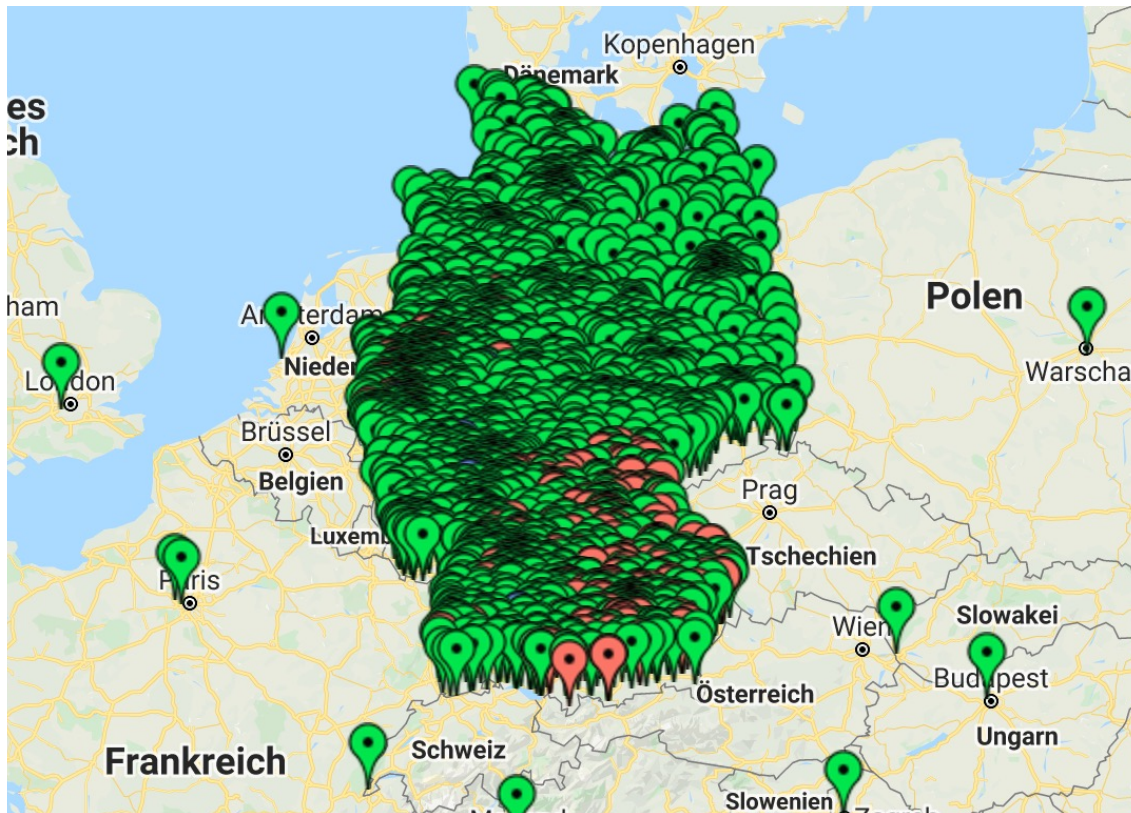 Kopenhagen
Dänemark
es
ch
Polen
ham
London
Warscha
Nieder
Brüssel
Belgien
Prag
Luxemb
Tschechien
Paris
Slowakei
Wien
Budapest
Österreich
Ungarn
Schweiz
Frankreich
Slowenien